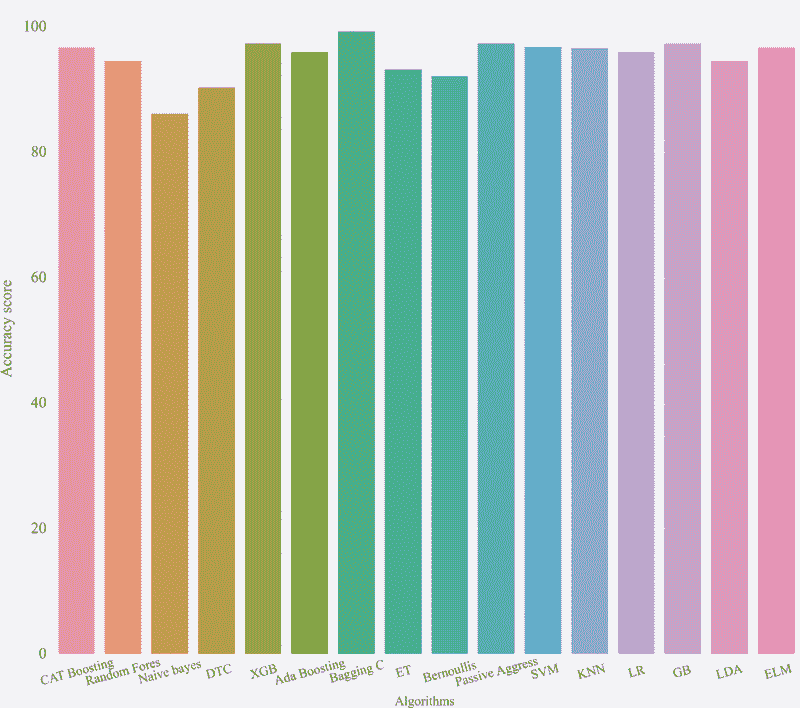 100
80
60
40
20
0
Accuracy score
CAT Boosting
Random Fores
Naive bayes
DTC
XGB
Ada Boosting
Bagging C
ET
Bernoullis
Passive Aggress
SVM
KNN
LR
GB
LDA
ELM
Algorithms